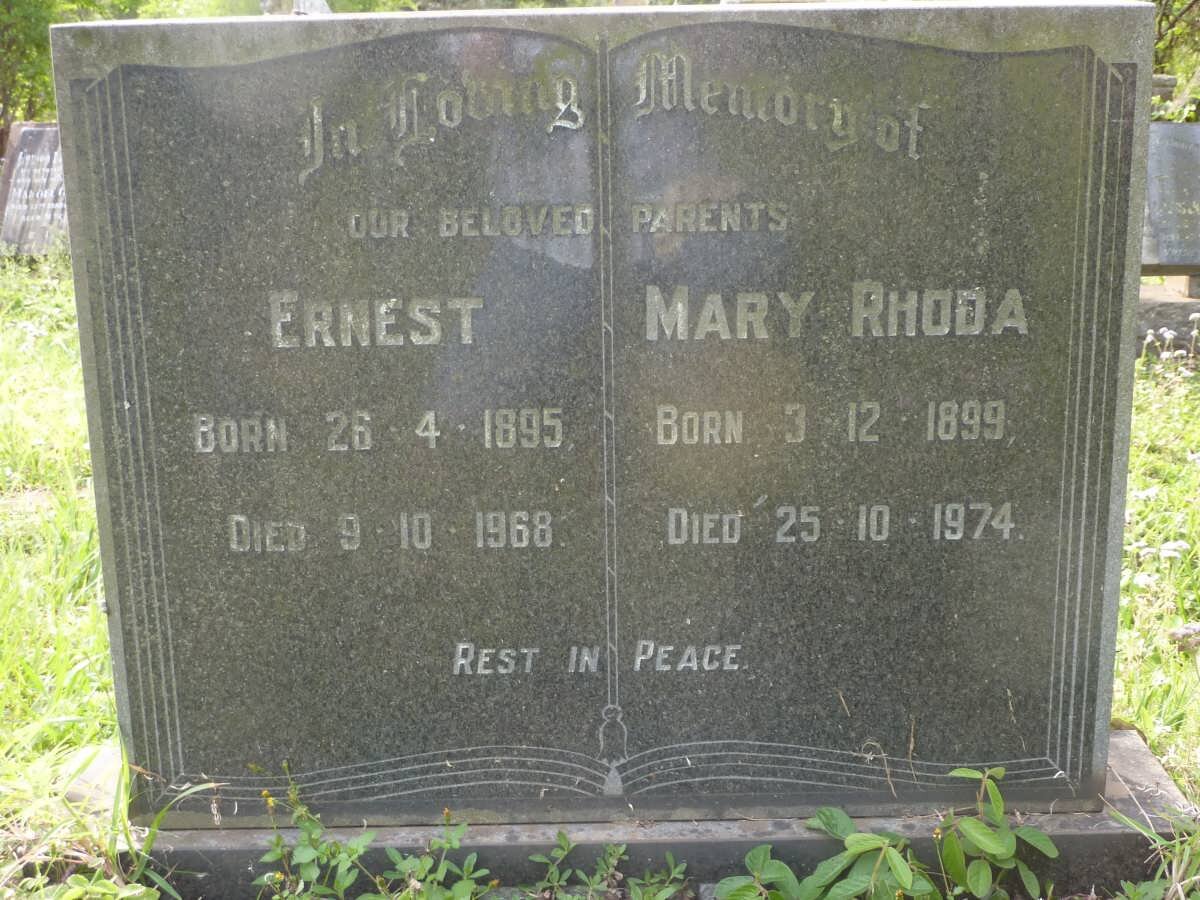 In Loving Memory of
OUR BELOVED PARENTS
ERNEST MARY RHODA
BORN 26·4·1895, BORN 3·12·1899,
DIED 9·10·1968. DIED 25·10·1974.
REST IN PEACE.